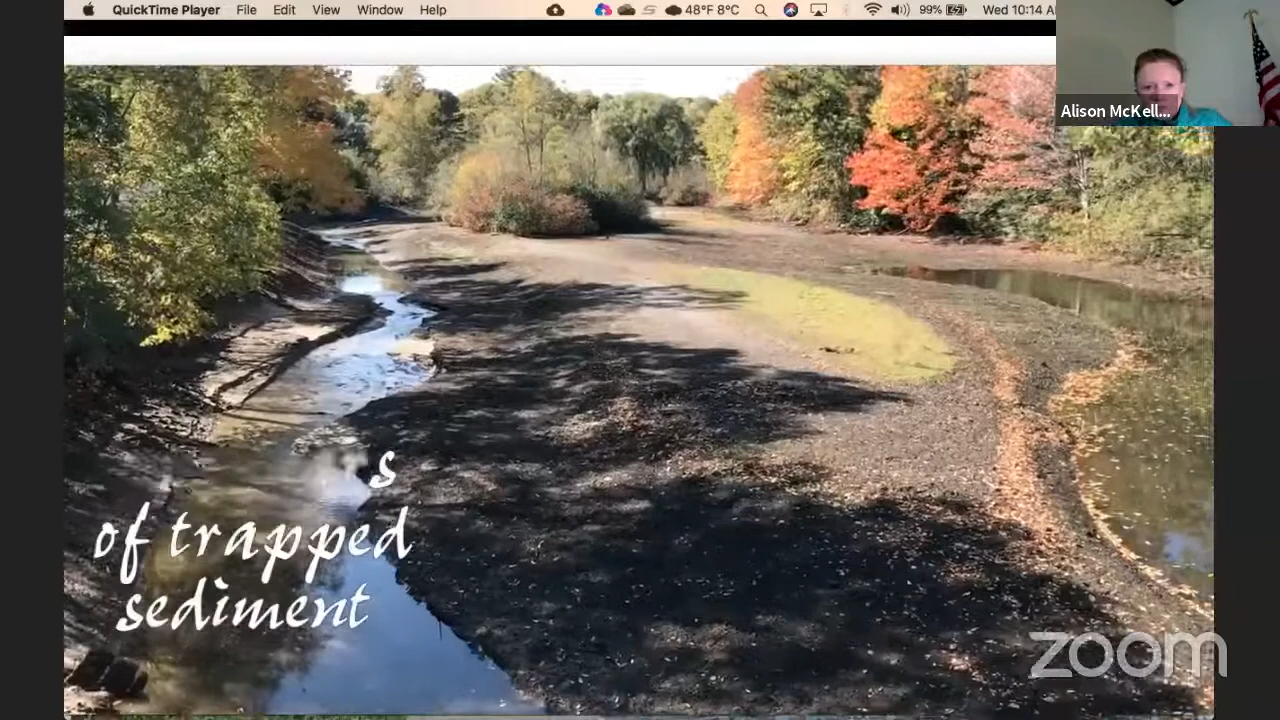 QuickTime Player File Edit View Window Help 48°F 8°C 99% Wed 10:14 A
Alison McKell...
s
of trapped
sediment
zoom